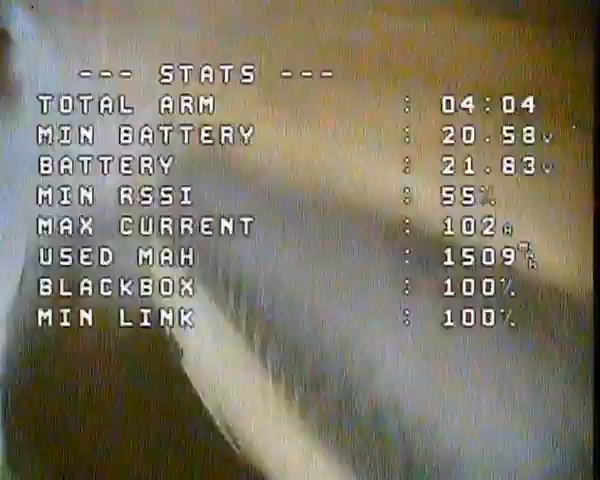 --- STATS ---
TOTAL ARM : 04:04
MIN BATTERY : 20.58V
BATTERY : 21.83V
MIN RSSI : 55%
MAX CURRENT : 102A
USED MAH : 1509mAh
BLACKBOX : 100%
MIN LINK : 100%